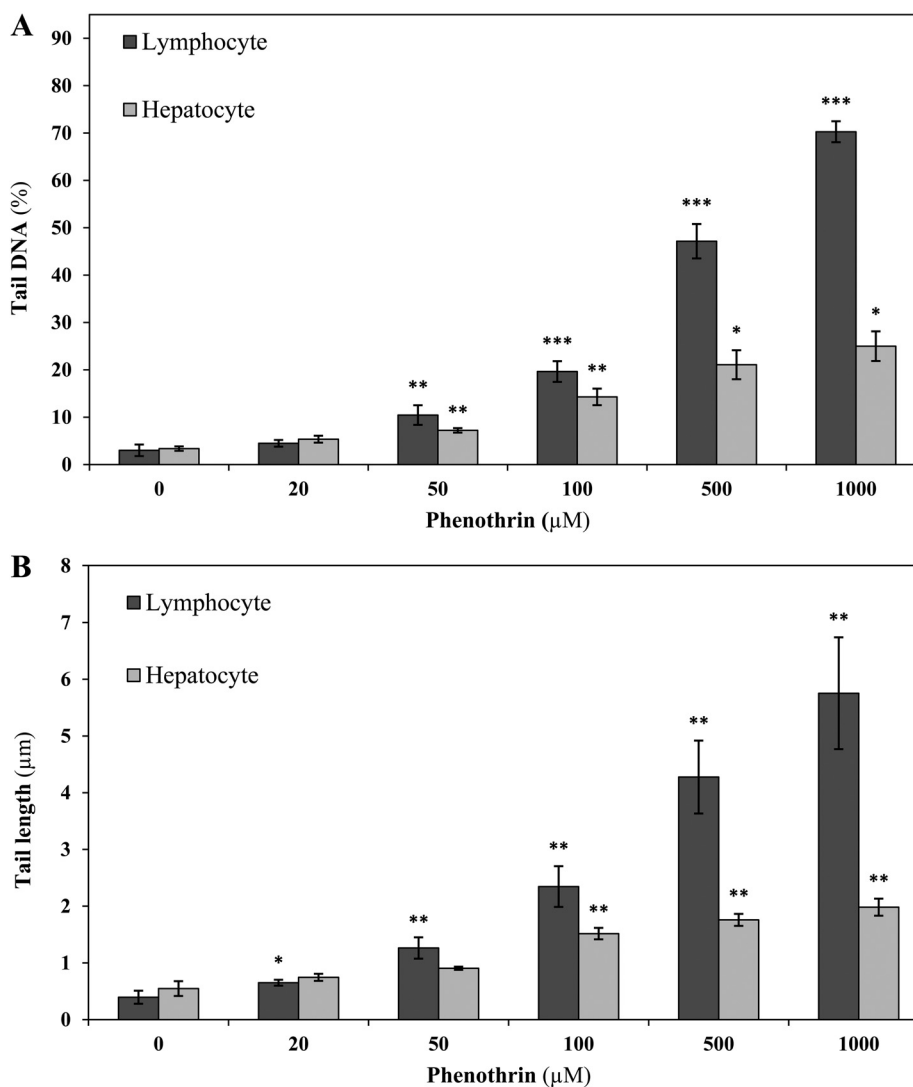 A
90
80
70
60
50
40
30
20
10
0
Tail DNA (%)
Lymphocyte
Hepatocyte
** ** *** ** *** * *** *
0 20 50 100 500 1000
Phenothrin (µM)
B
8
7
6
5
4
3
2
1
0
Tail length (µm)
Lymphocyte
Hepatocyte
* ** ** ** ** ** ** **
0 20 50 100 500 1000
Phenothrin (µM)